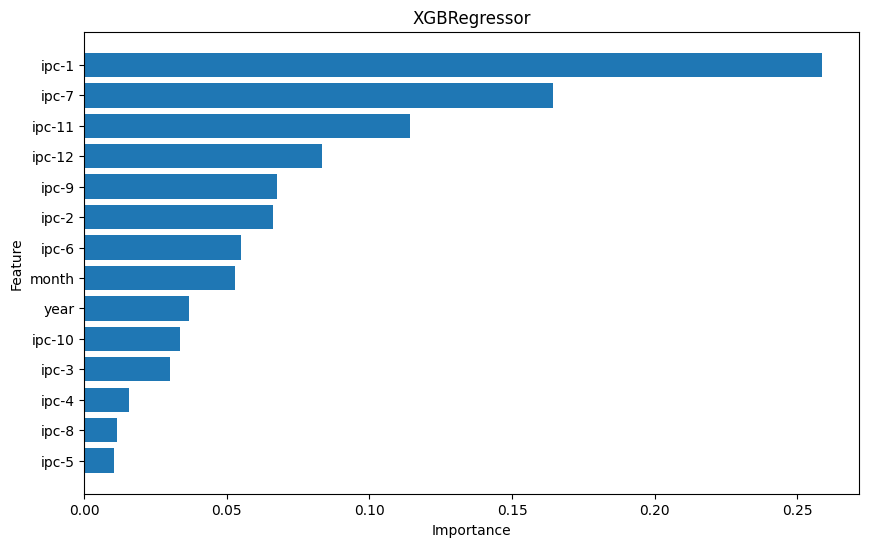 XGBRegressor
Feature
ipc-1
ipc-7
ipc-11
ipc-12
ipc-9
ipc-2
ipc-6
month
year
ipc-10
ipc-3
ipc-4
ipc-8
ipc-5
0.00 0.05 0.10 0.15 0.20 0.25
Importance